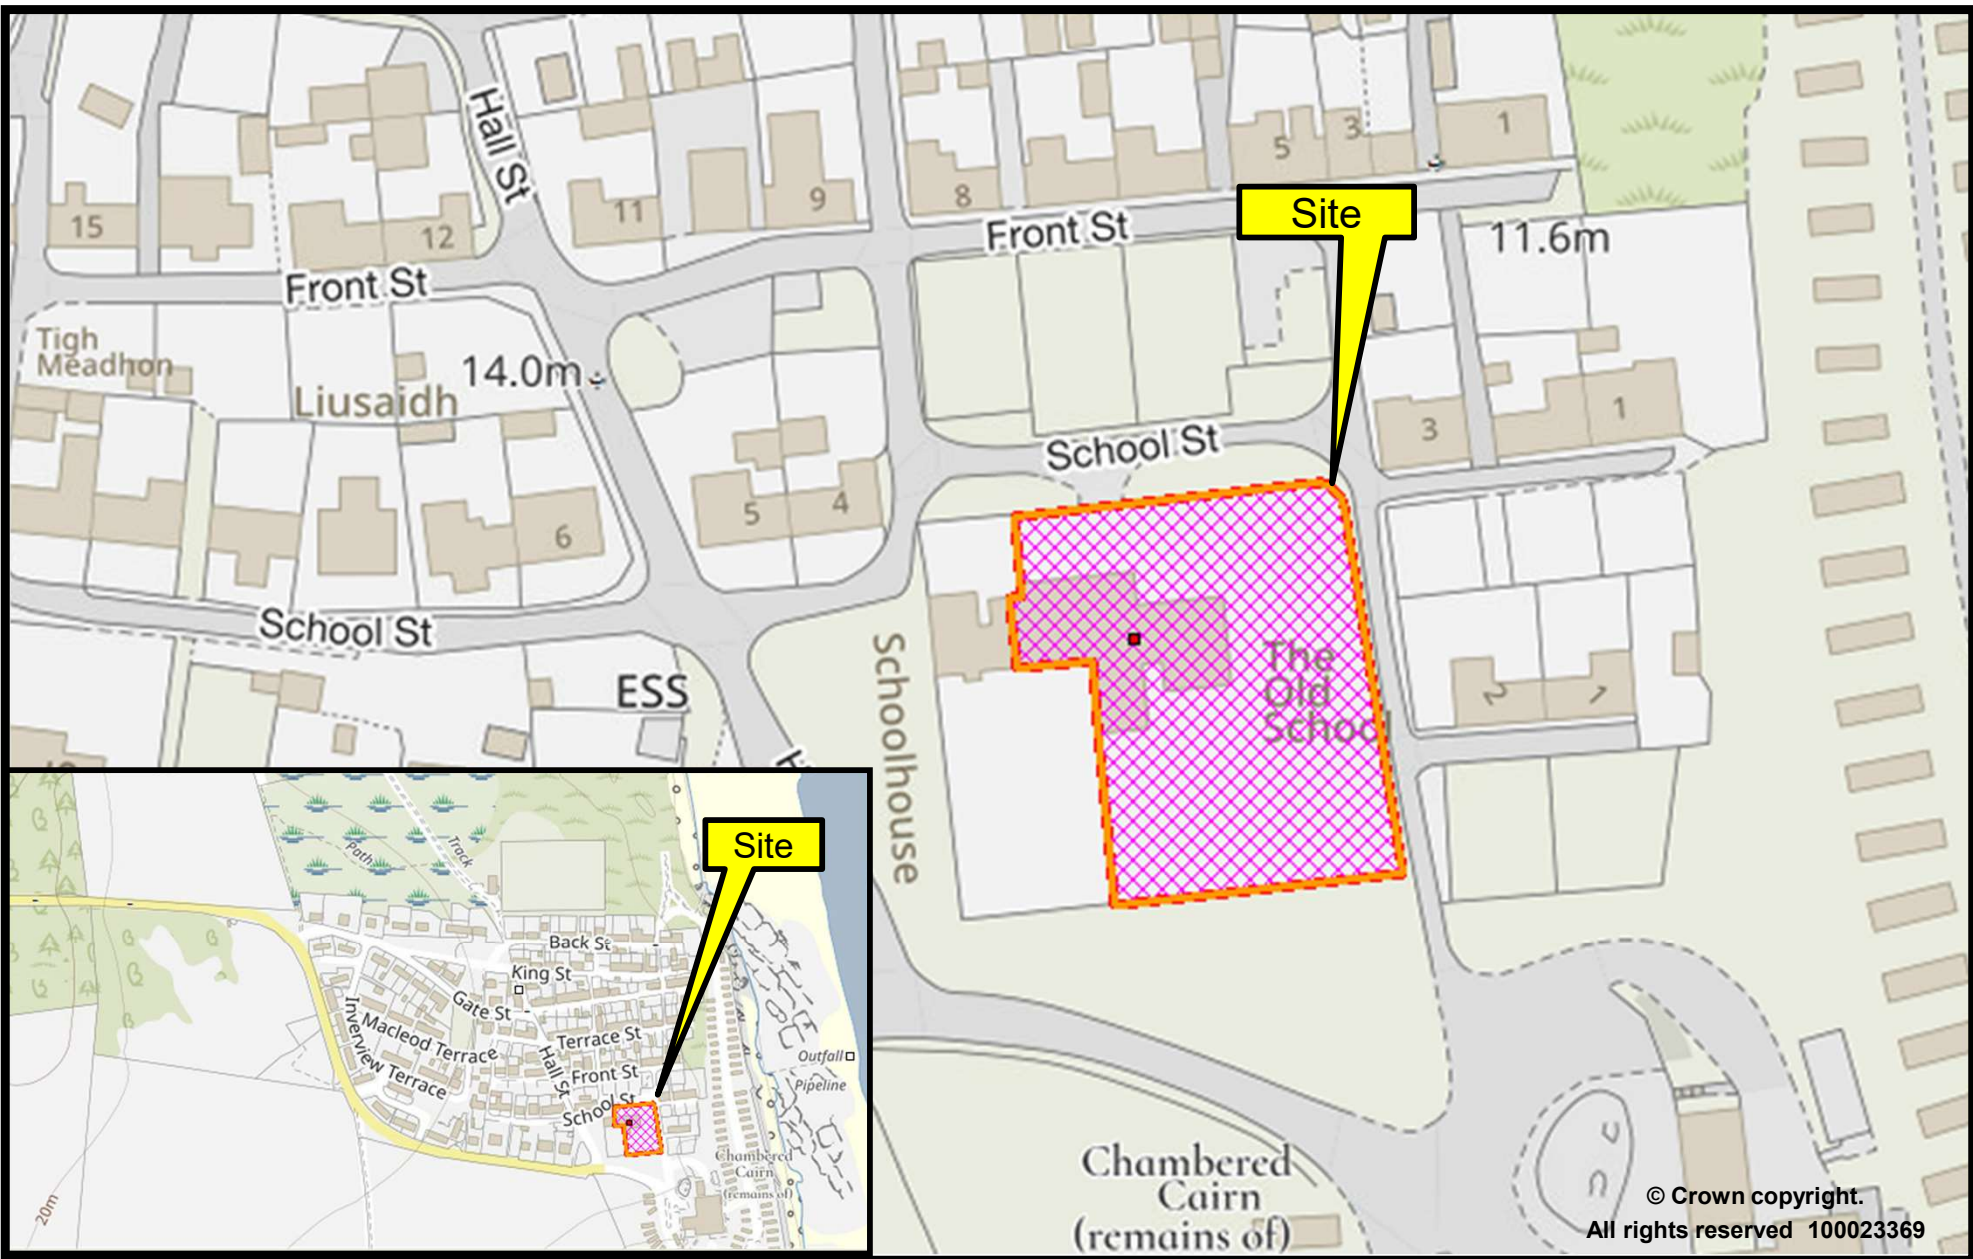 Hall St
1
3
5
15
12
11
9
8
Site
Front St
11.6m
Front St
Tigh
Meadhon
14.0m
Liusaidh
1
3
School St
5
4
6
School St
ESS
Schoolhouse
The
Old
School
2
1
Site
Path
Track
Back St
King St
Gate St
Macleod Terrace
Inverview Terrace
Terrace St
Hall St
Front St
School St
Outfall
Pipeline
Chambered
Cairn
(remains of)
20m
Chambered
Cairn
(remains of)
© Crown copyright.
All rights reserved 100023369